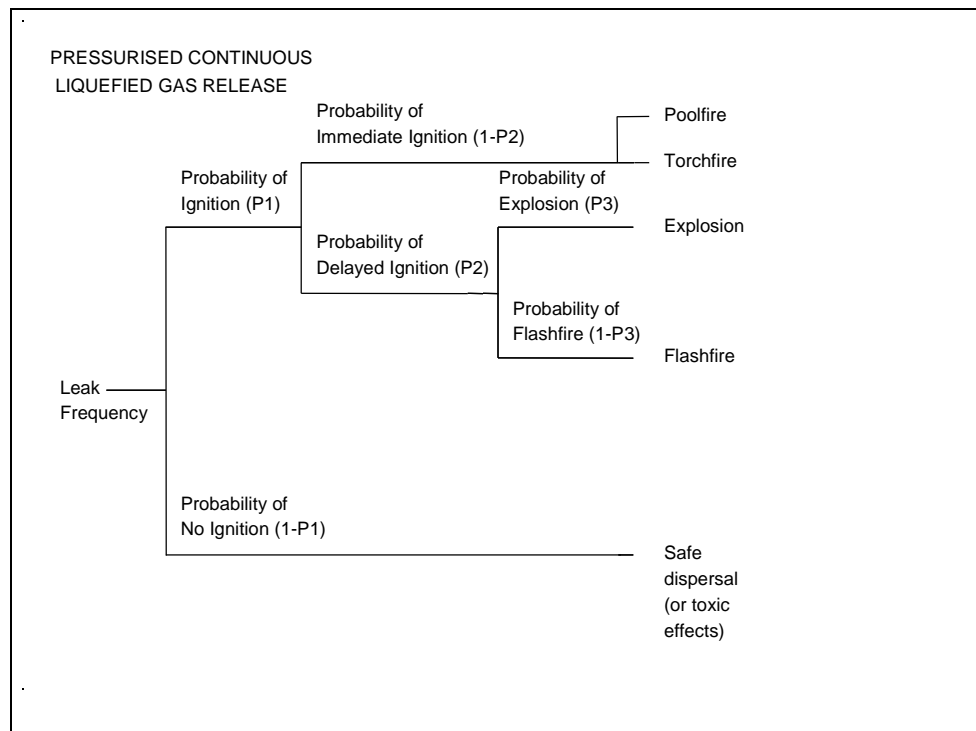 PRESSURISED CONTINUOUS
LIQUEFIED GAS RELEASE
Probability of
Immediate Ignition (1-P2)
Poolfire
Torchfire
Probability of
Ignition (P1)
Probability of
Explosion (P3)
Explosion
Probability of
Delayed Ignition (P2)
Probability of
Flashfire (1-P3)
Flashfire
Leak
Frequency
Probability of
No Ignition (1-P1)
Safe
dispersal
(or toxic
effects)